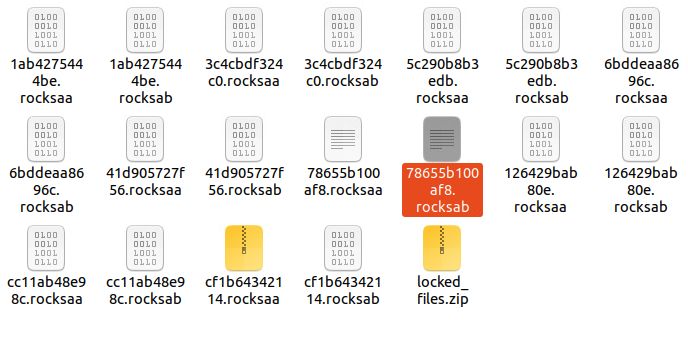 1ab427544
4be.
rocksaa
1ab427544
4be.
rocksab
3c4cbdf324
c0.rocksaa
3c4cbdf324
c0.rocksab
5c290b8b3
edb.
rocksaa
5c290b8b3
edb.
rocksab
6bddeaa86
96c.
rocksaa
6bddeaa86
96c.
rocksab
41d905727f
56.rocksaa
41d905727f
56.rocksab
78655b100
af8.rocksaa
78655b100
af8.
rocksab
126429bab
80e.
rocksaa
126429bab
80e.
rocksab
cc11ab48e9
8c.rocksaa
cc11ab48e9
8c.rocksab
cf1b643442
14.rocksaa
cf1b643442
14.rocksab
locked_
files.zip